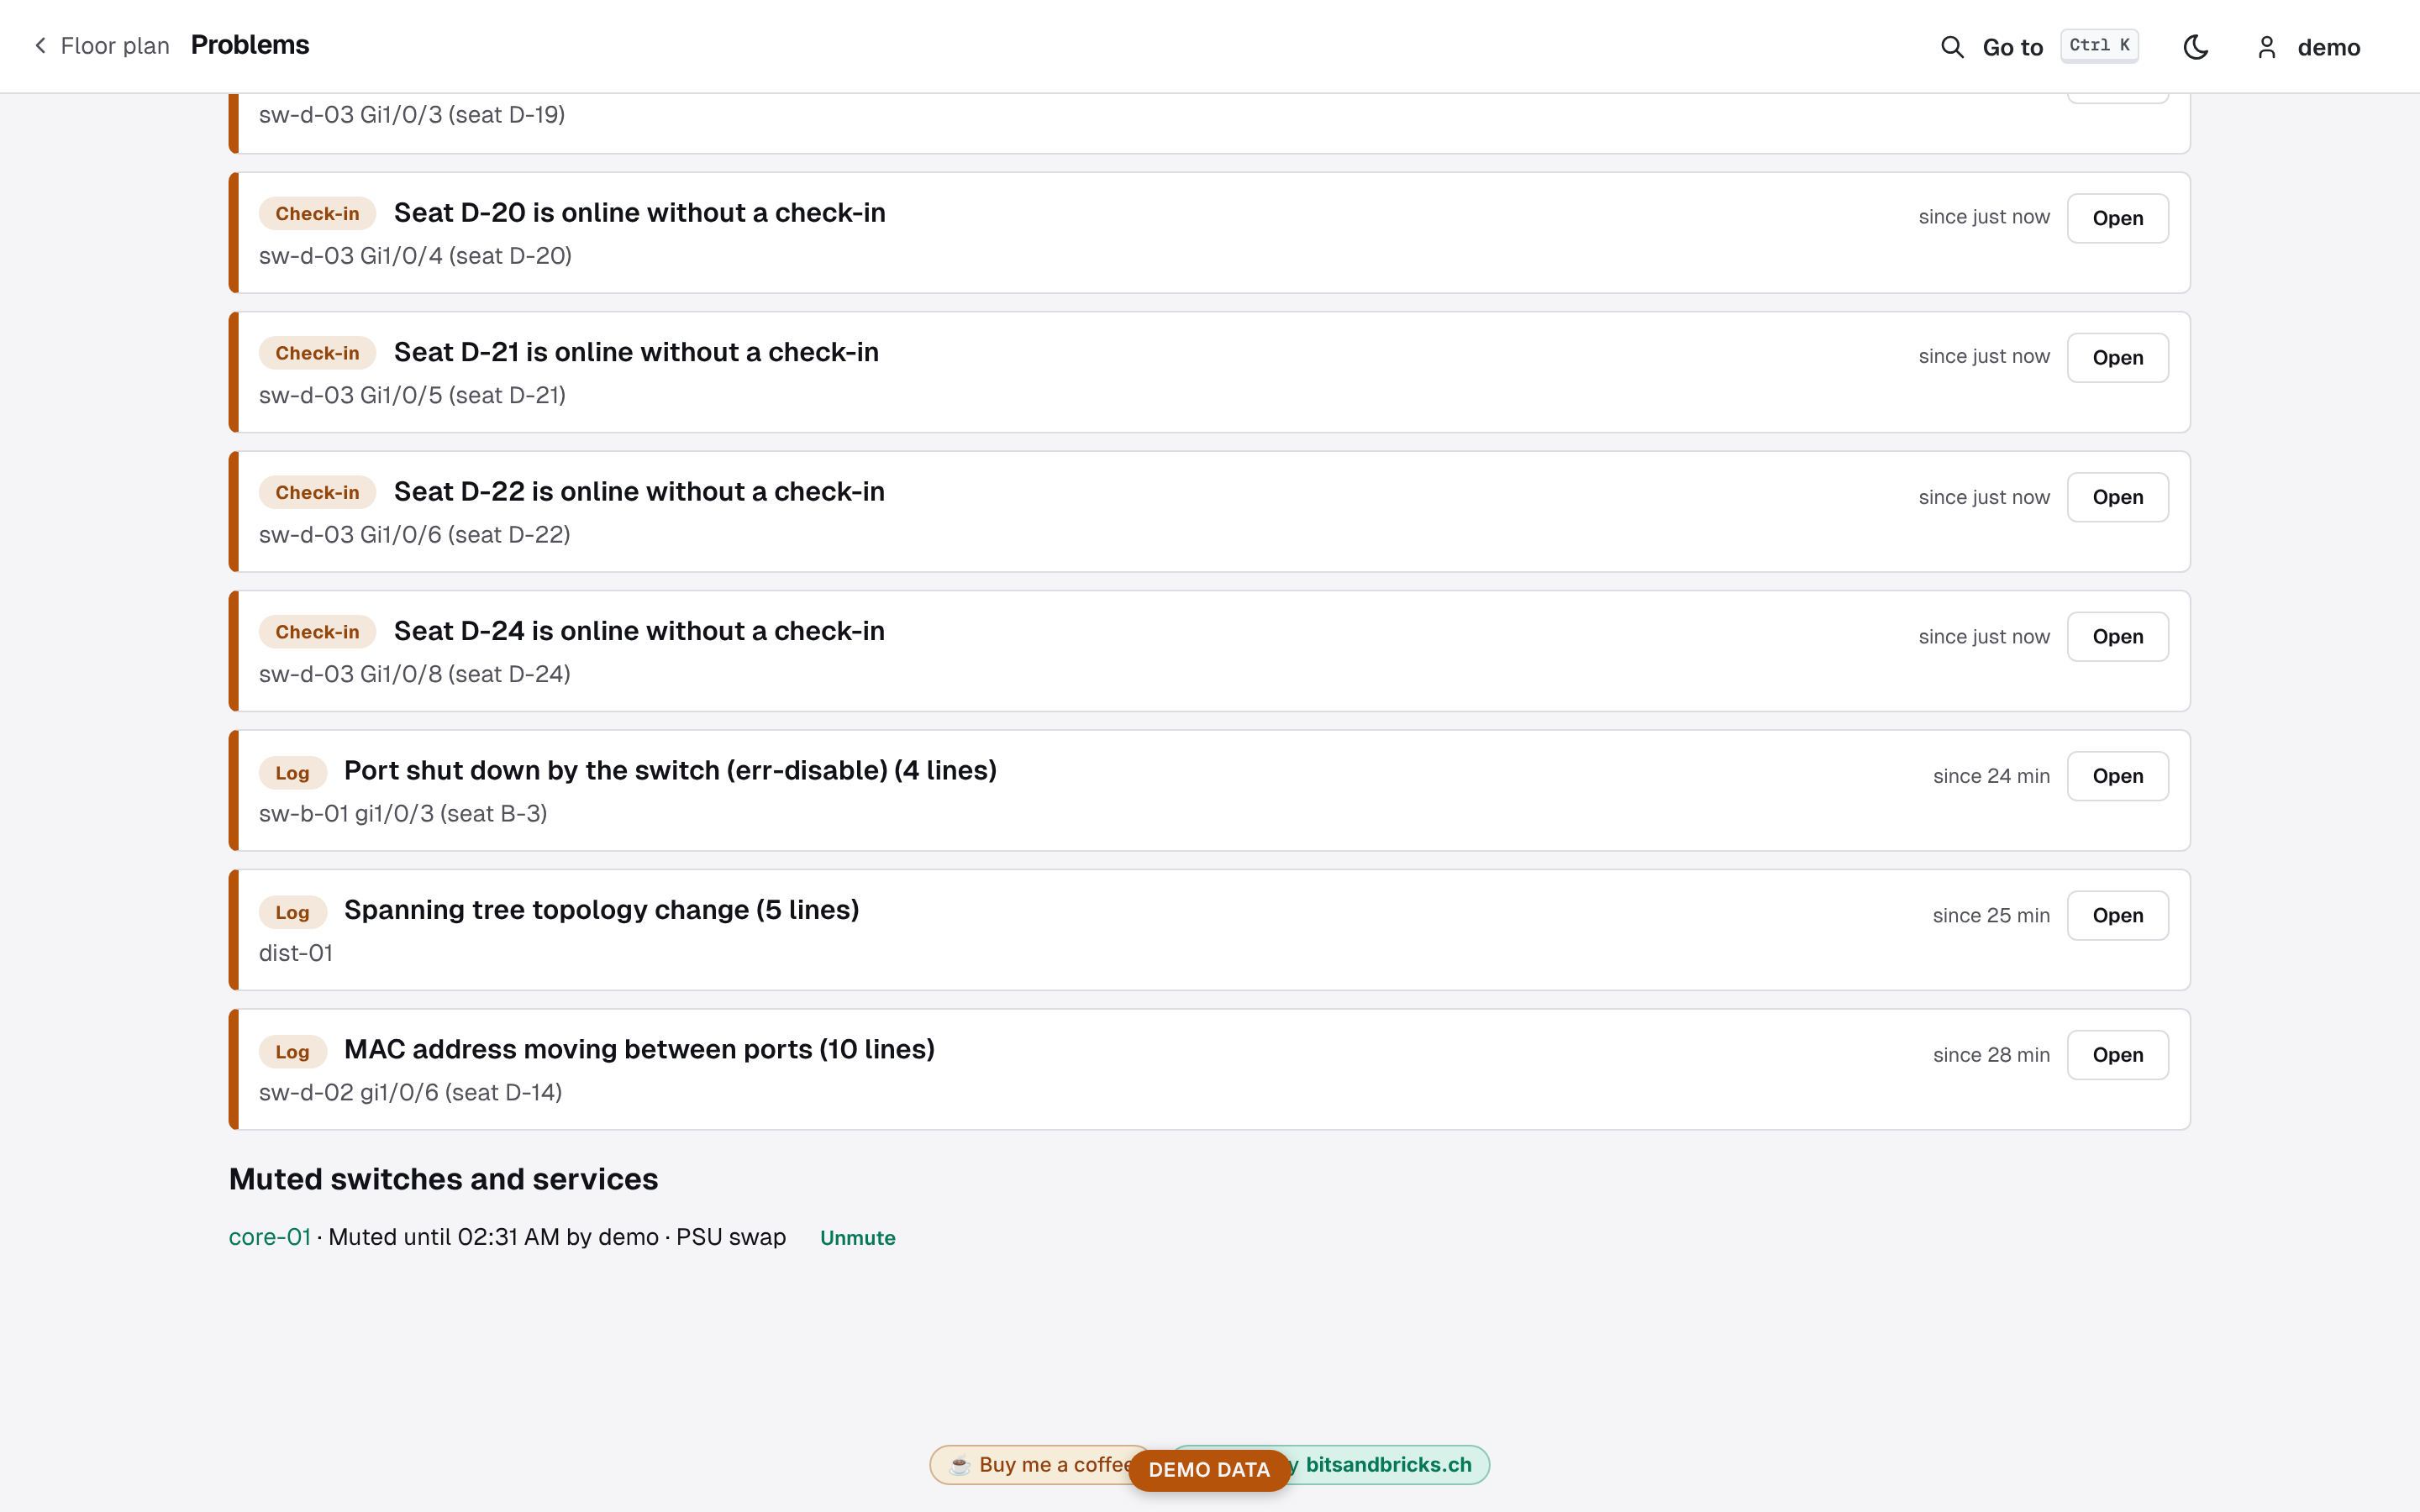 Floor plan Problems Go to Ctrl K demo
sw-d-03 Gi1/0/3 (seat D-19)
Check-in Seat D-20 is online without a check-in since just now Open
sw-d-03 Gi1/0/4 (seat D-20)
Check-in Seat D-21 is online without a check-in since just now Open
sw-d-03 Gi1/0/5 (seat D-21)
Check-in Seat D-22 is online without a check-in since just now Open
sw-d-03 Gi1/0/6 (seat D-22)
Check-in Seat D-24 is online without a check-in since just now Open
sw-d-03 Gi1/0/8 (seat D-24)
Log Port shut down by the switch (err-disable) (4 lines) since 24 min Open
sw-b-01 gi1/0/3 (seat B-3)
Log Spanning tree topology change (5 lines) since 25 min Open
dist-01
Log MAC address moving between ports (10 lines) since 28 min Open
sw-d-02 gi1/0/6 (seat D-14)
Muted switches and services
core-01 · Muted until 02:31 AM by demo · PSU swap Unmute
Buy me a coffee DEMO DATA bitsandbricks.ch